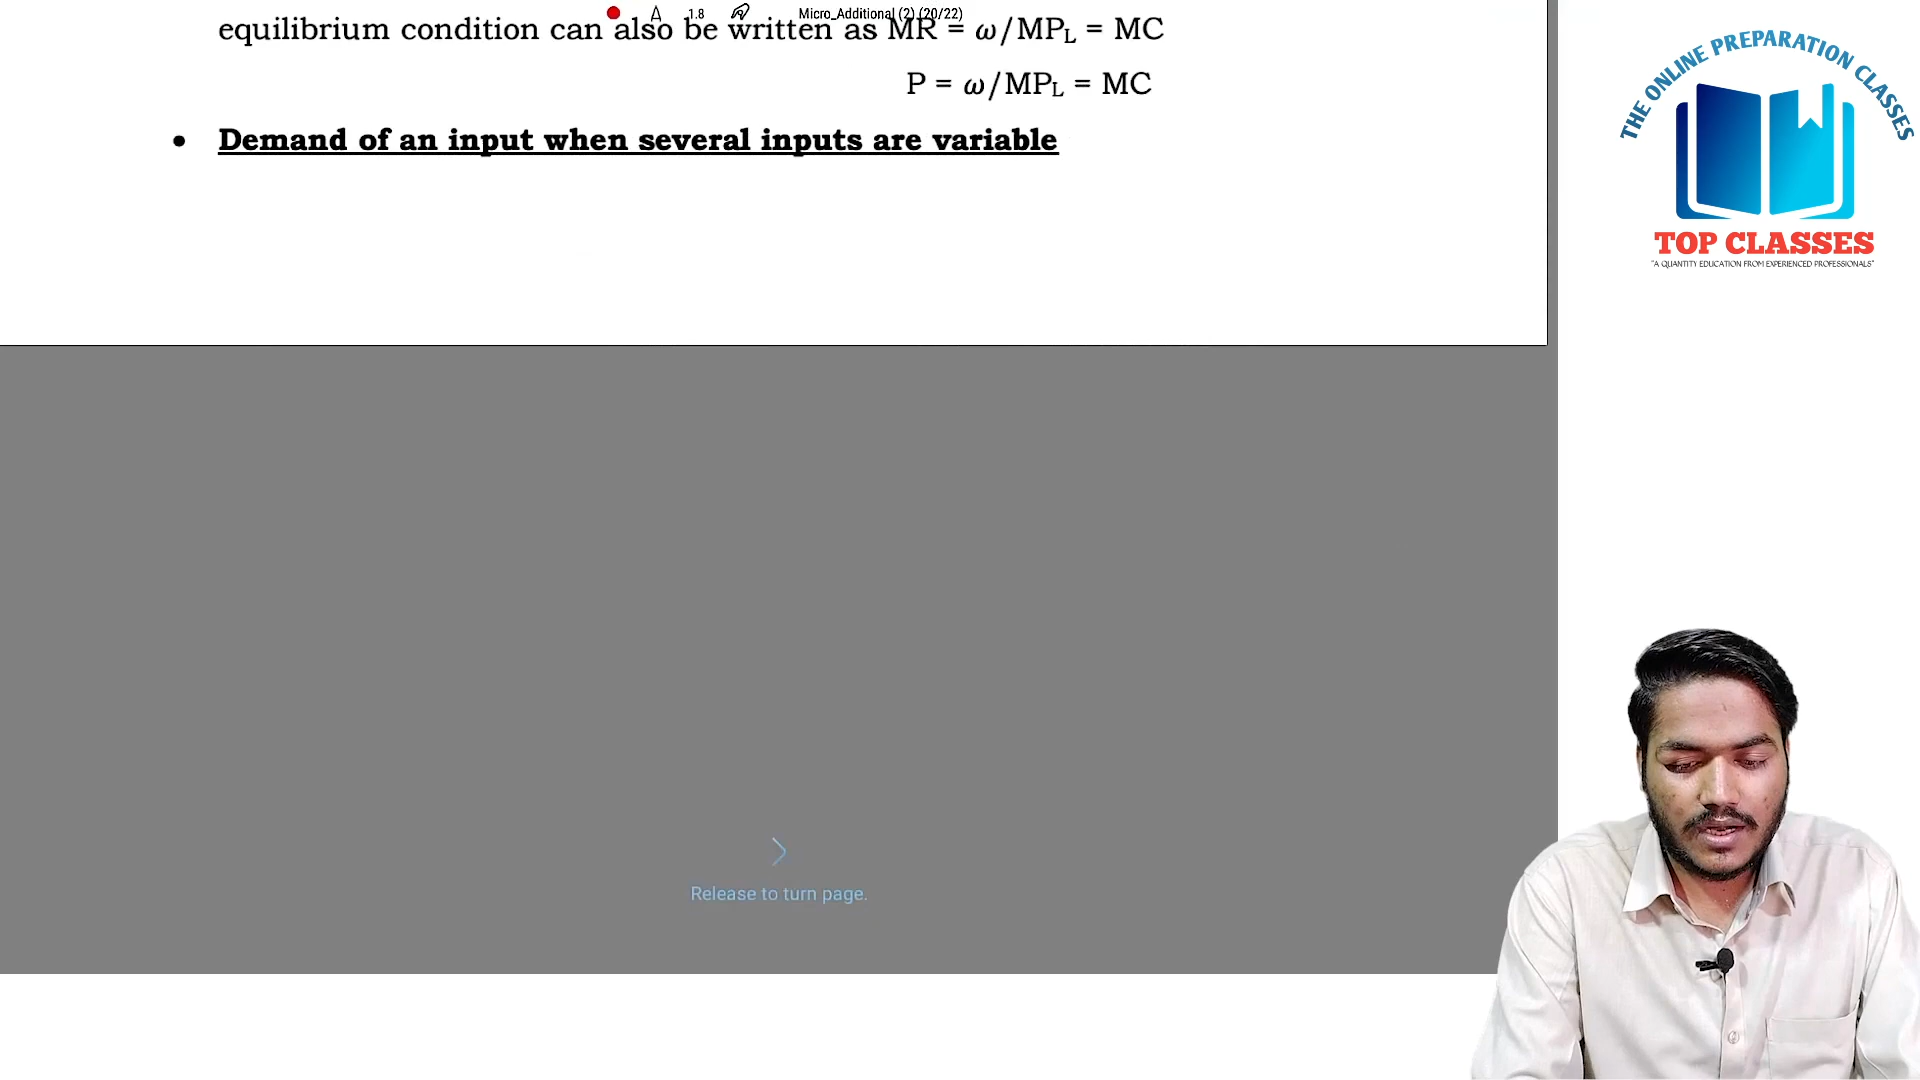 1.8 Micro_Additional (2) (20/22)
equilibrium condition can also be written as MR = ω/MPL = MC
P = ω/MPL = MC
• Demand of an input when several inputs are variable
Release to turn page.
THE ONLINE PREPARATION CLASSES
TOP CLASSES
"A QUANTITY EDUCATION FROM EXPERIENCED PROFESSIONALS"